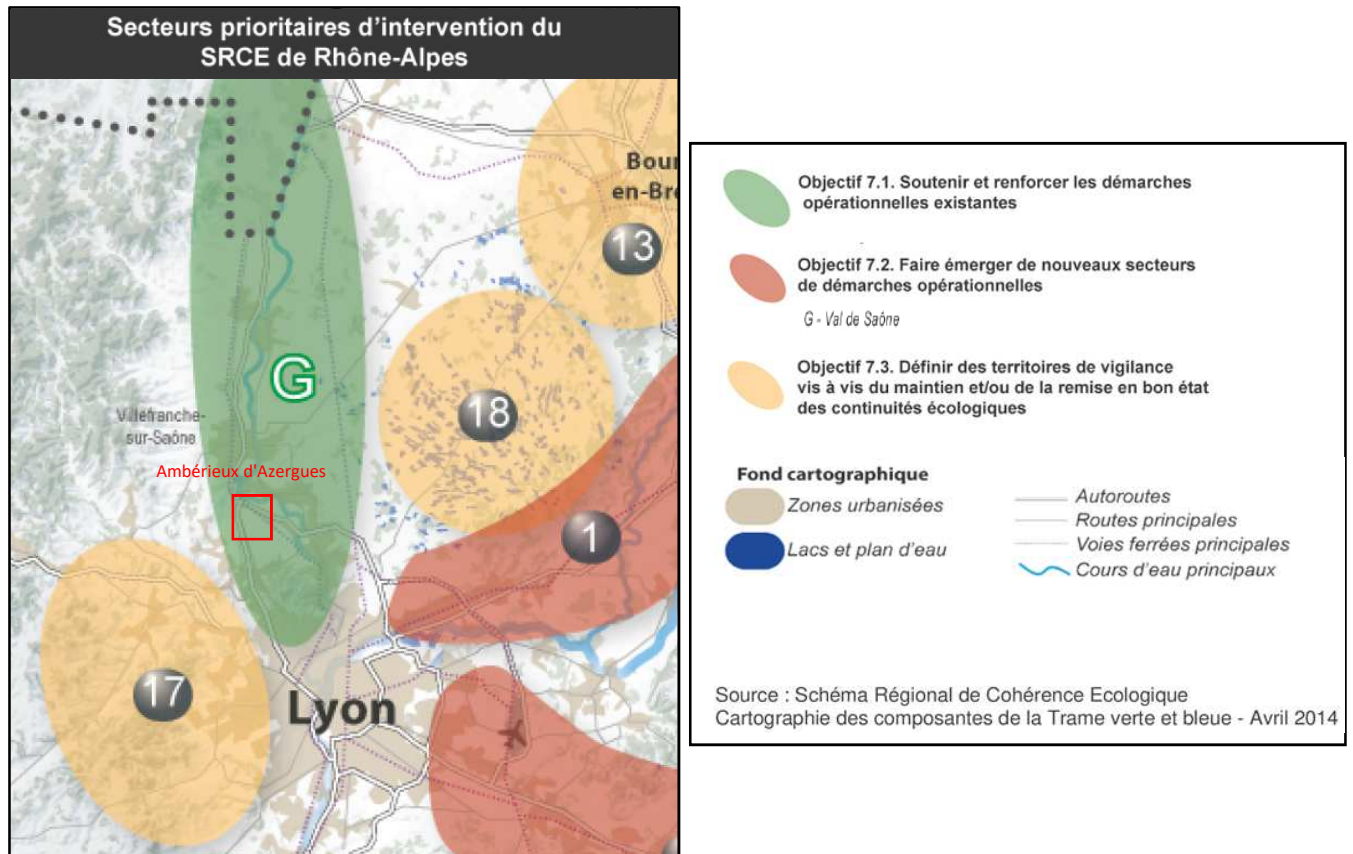 Secteurs prioritaires d'intervention du
SRCE de Rhône-Alpes
Bour
en-Bre
13
G
18
Villefranche-
sur-Saône
Ambérieux d'Azergues
1
17
Lyon
Objectif 7.1. Soutenir et renforcer les démarches
opérationnelles existantes
Objectif 7.2. Faire émerger de nouveaux secteurs
de démarches opérationnelles
G - Val de Saône
Objectif 7.3. Définir des territoires de vigilance
vis à vis du maintien et/ou de la remise en bon état
des continuités écologiques
Fond cartographique
Zones urbanisées
Lacs et plan d'eau
Autoroutes
Routes principales
Voies ferrées principales
Cours d'eau principaux
Source : Schéma Régional de Cohérence Ecologique
Cartographie des composantes de la Trame verte et bleue - Avril 2014